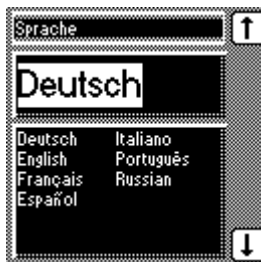 Sprache
Deutsch
Deutsch Italiano
English Português
Français Russian
Español